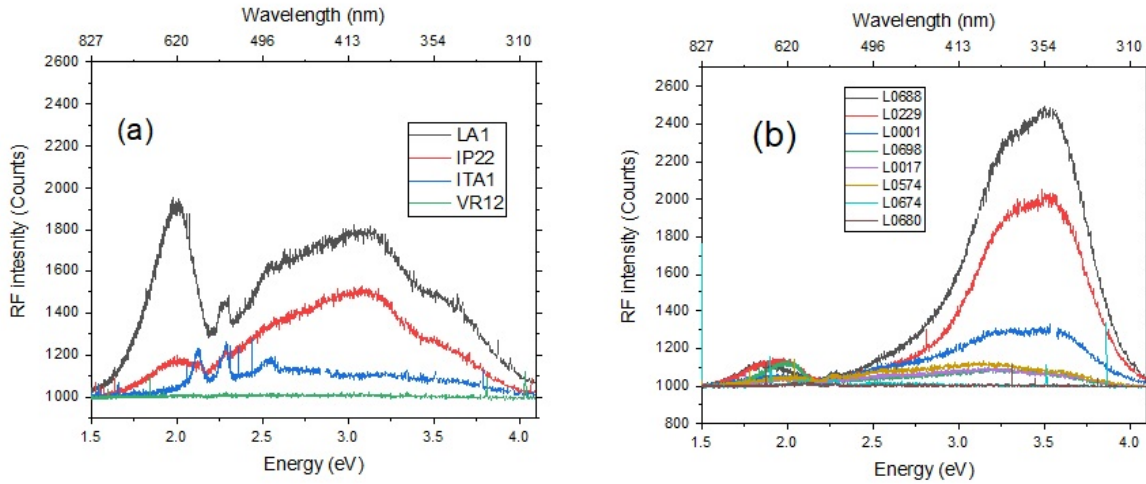 Wavelength (nm)
827 620 496 413 354 310
2600
2400
2200
2000
1800
1600
1400
1200
1000
RF intesnity (Counts)
(a)
LA1
IP22
ITA1
VR12
1.5 2.0 2.5 3.0 3.5 4.0
Energy (eV)
Wavelength (nm)
827 620 496 413 354 310
2600
2400
2200
2000
1800
1600
1400
1200
1000
800
RF intensity (Counts)
(b)
L0688
L0229
L0001
L0698
L0017
L0574
L0674
L0680
1.5 2.0 2.5 3.0 3.5 4.0
Energy (eV)